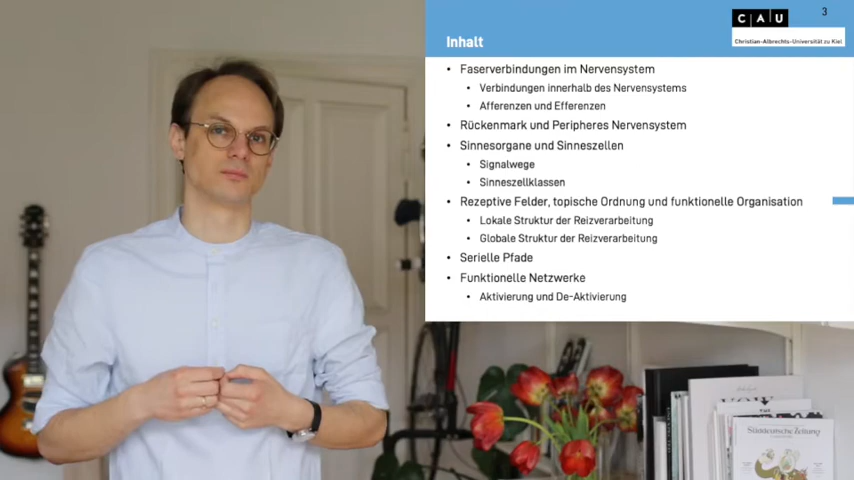 CAU
3
Christian-Albrechts-Universität zu Kiel
Inhalt
• Faserverbindungen im Nervensystem
• Verbindungen innerhalb des Nervensystems
• Afferenzen und Efferenzen
• Rückenmark und Peripheres Nervensystem
• Sinnesorgane und Sinneszellen
• Signalwege
• Sinneszellklassen
• Rezeptive Felder, topische Ordnung und funktionelle Organisation
• Lokale Struktur der Reizverarbeitung
• Globale Struktur der Reizverarbeitung
• Serielle Pfade
• Funktionelle Netzwerke
• Aktivierung und De-Aktivierung
Süddeutsche Zeitung